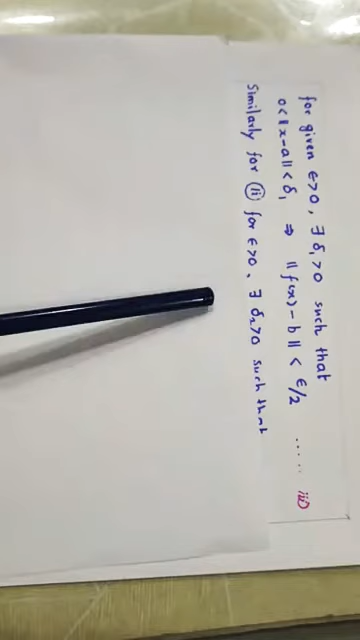 for given ϵ>0, ∃ δ₁>0 such that
0<‖x-a‖<δ₁ ⇒ ‖f(x)-b‖ < ϵ/2 ...... iii)
Similarly for (ii) for ϵ>0, ∃ δ₂>0 such that